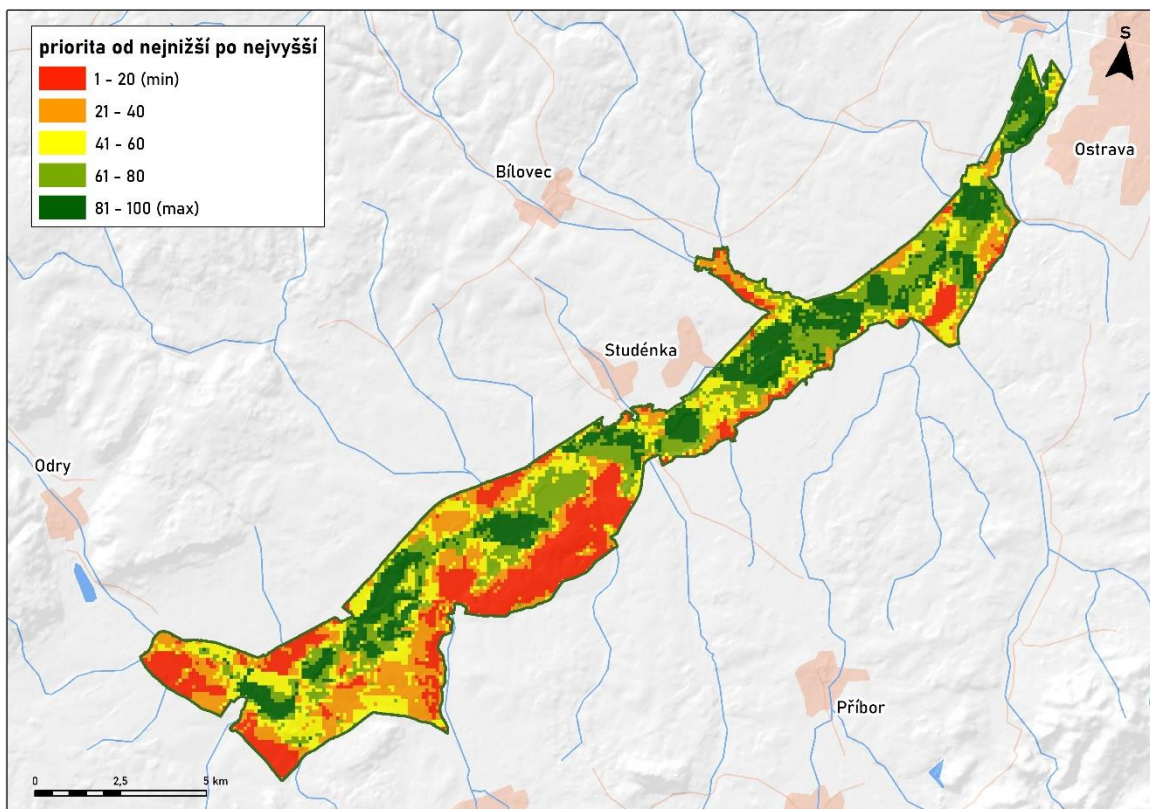 priorita od nejnižší po nejvyšší
1 - 20 (min)
21 - 40
41 - 60
61 - 80
81 - 100 (max)
S
Ostrava
Bílovec
Studénka
Odry
Příbor
0 2,5 5 km